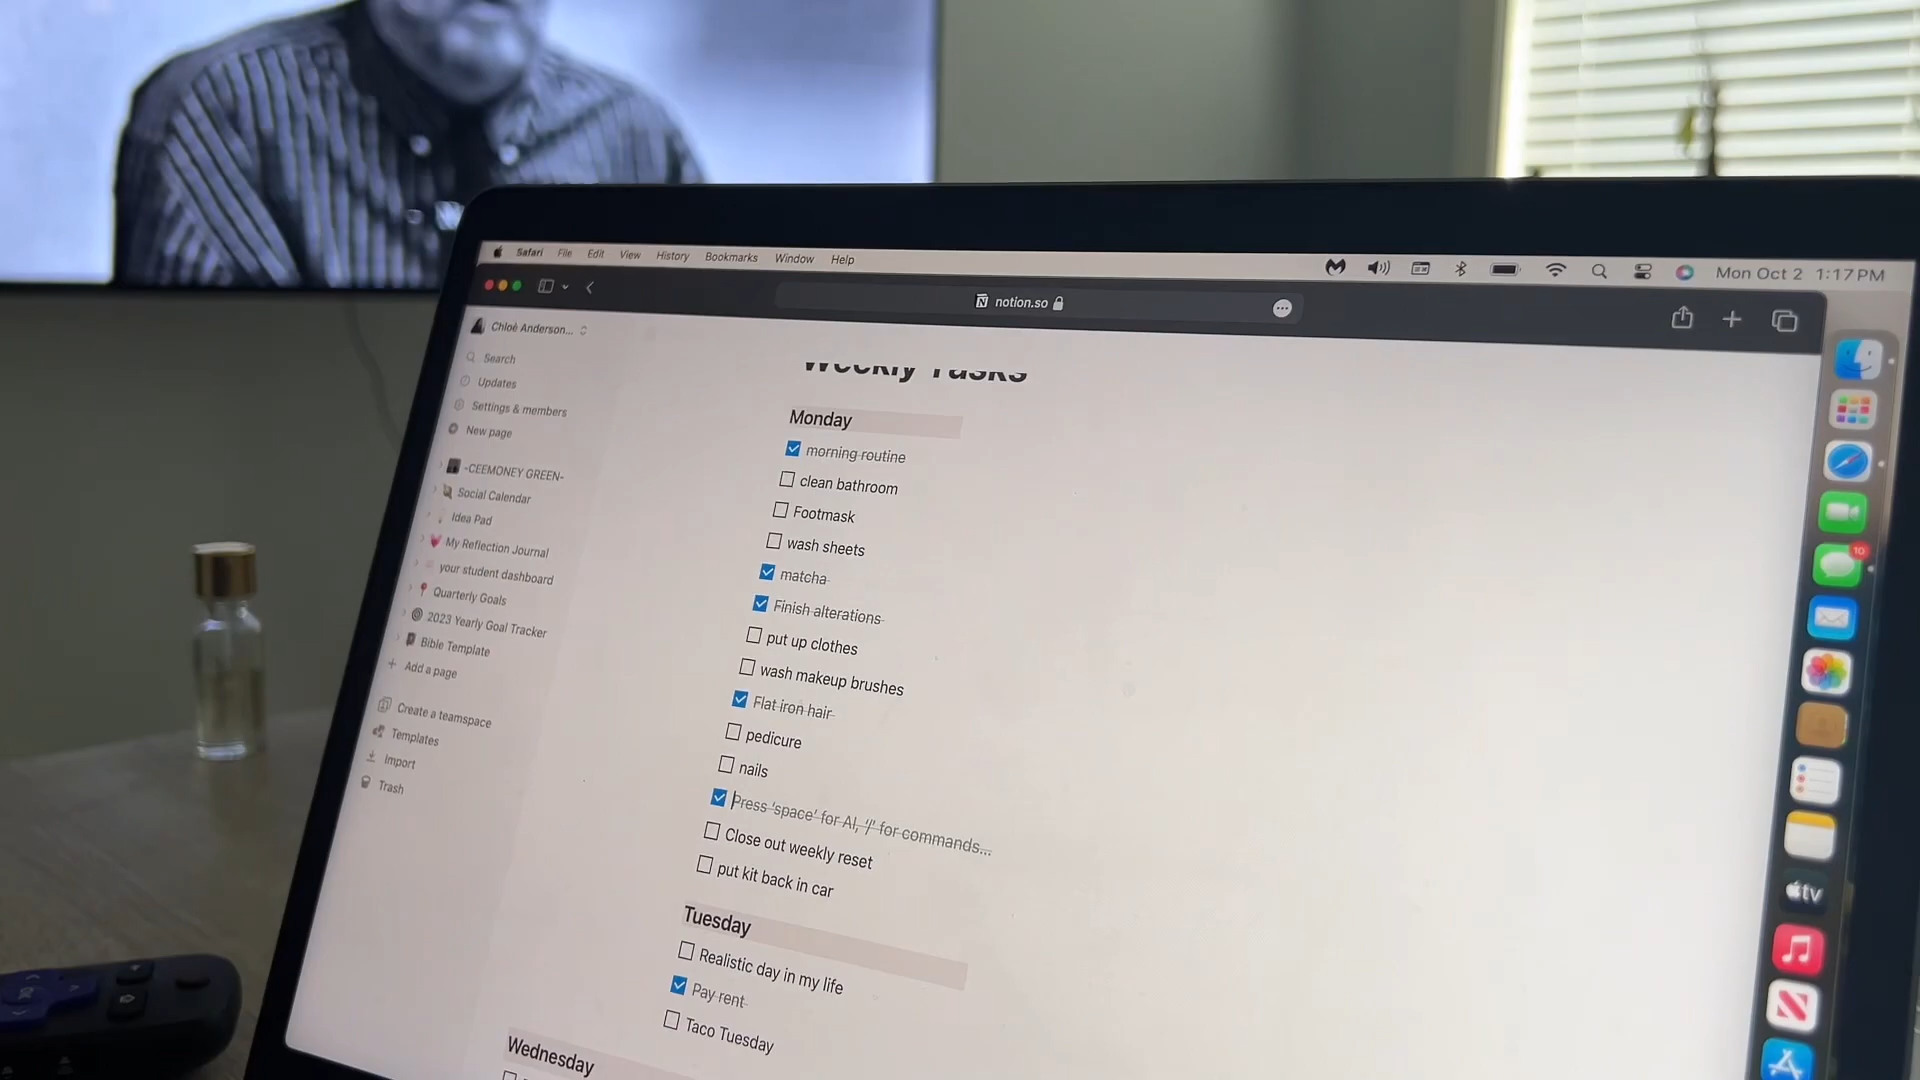 Safari File Edit View History Bookmarks Window Help
Mon Oct 2 1:17 PM
notion.so
Chloé Anderson...
Search
Updates
Settings & members
New page
-CEEMONEY GREEN-
Social Calendar
Idea Pad
My Reflection Journal
your student dashboard
Quarterly Goals
2023 Yearly Goal Tracker
Bible Template
Add a page
Create a teamspace
Templates
Import
Trash
Weekly Tasks
Monday
morning routine
clean bathroom
Footmask
wash sheets
matcha
Finish alterations
put up clothes
wash makeup brushes
Flat iron hair
pedicure
nails
Press 'space' for AI, '/' for commands...
Close out weekly reset
put kit back in car
Tuesday
Realistic day in my life
Pay rent
Taco Tuesday
Wednesday
10
tv
OK